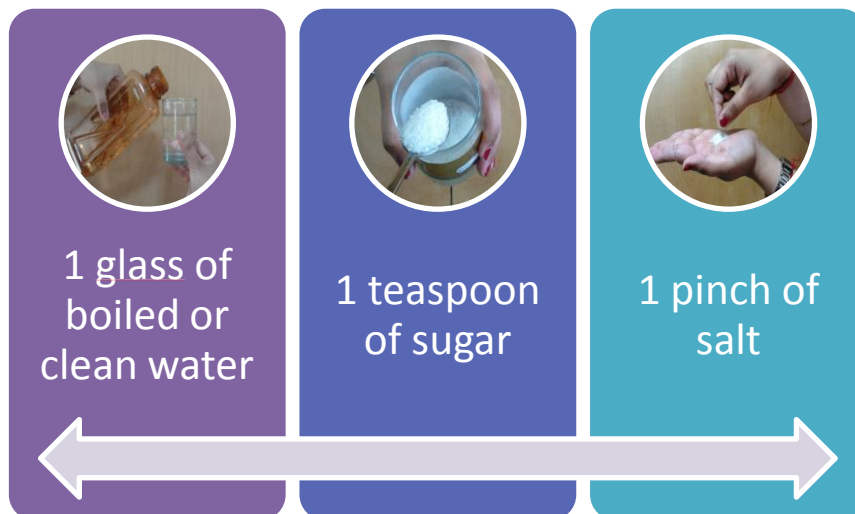 1 glass of
boiled or
clean water
1 teaspoon
of sugar
1 pinch of
salt